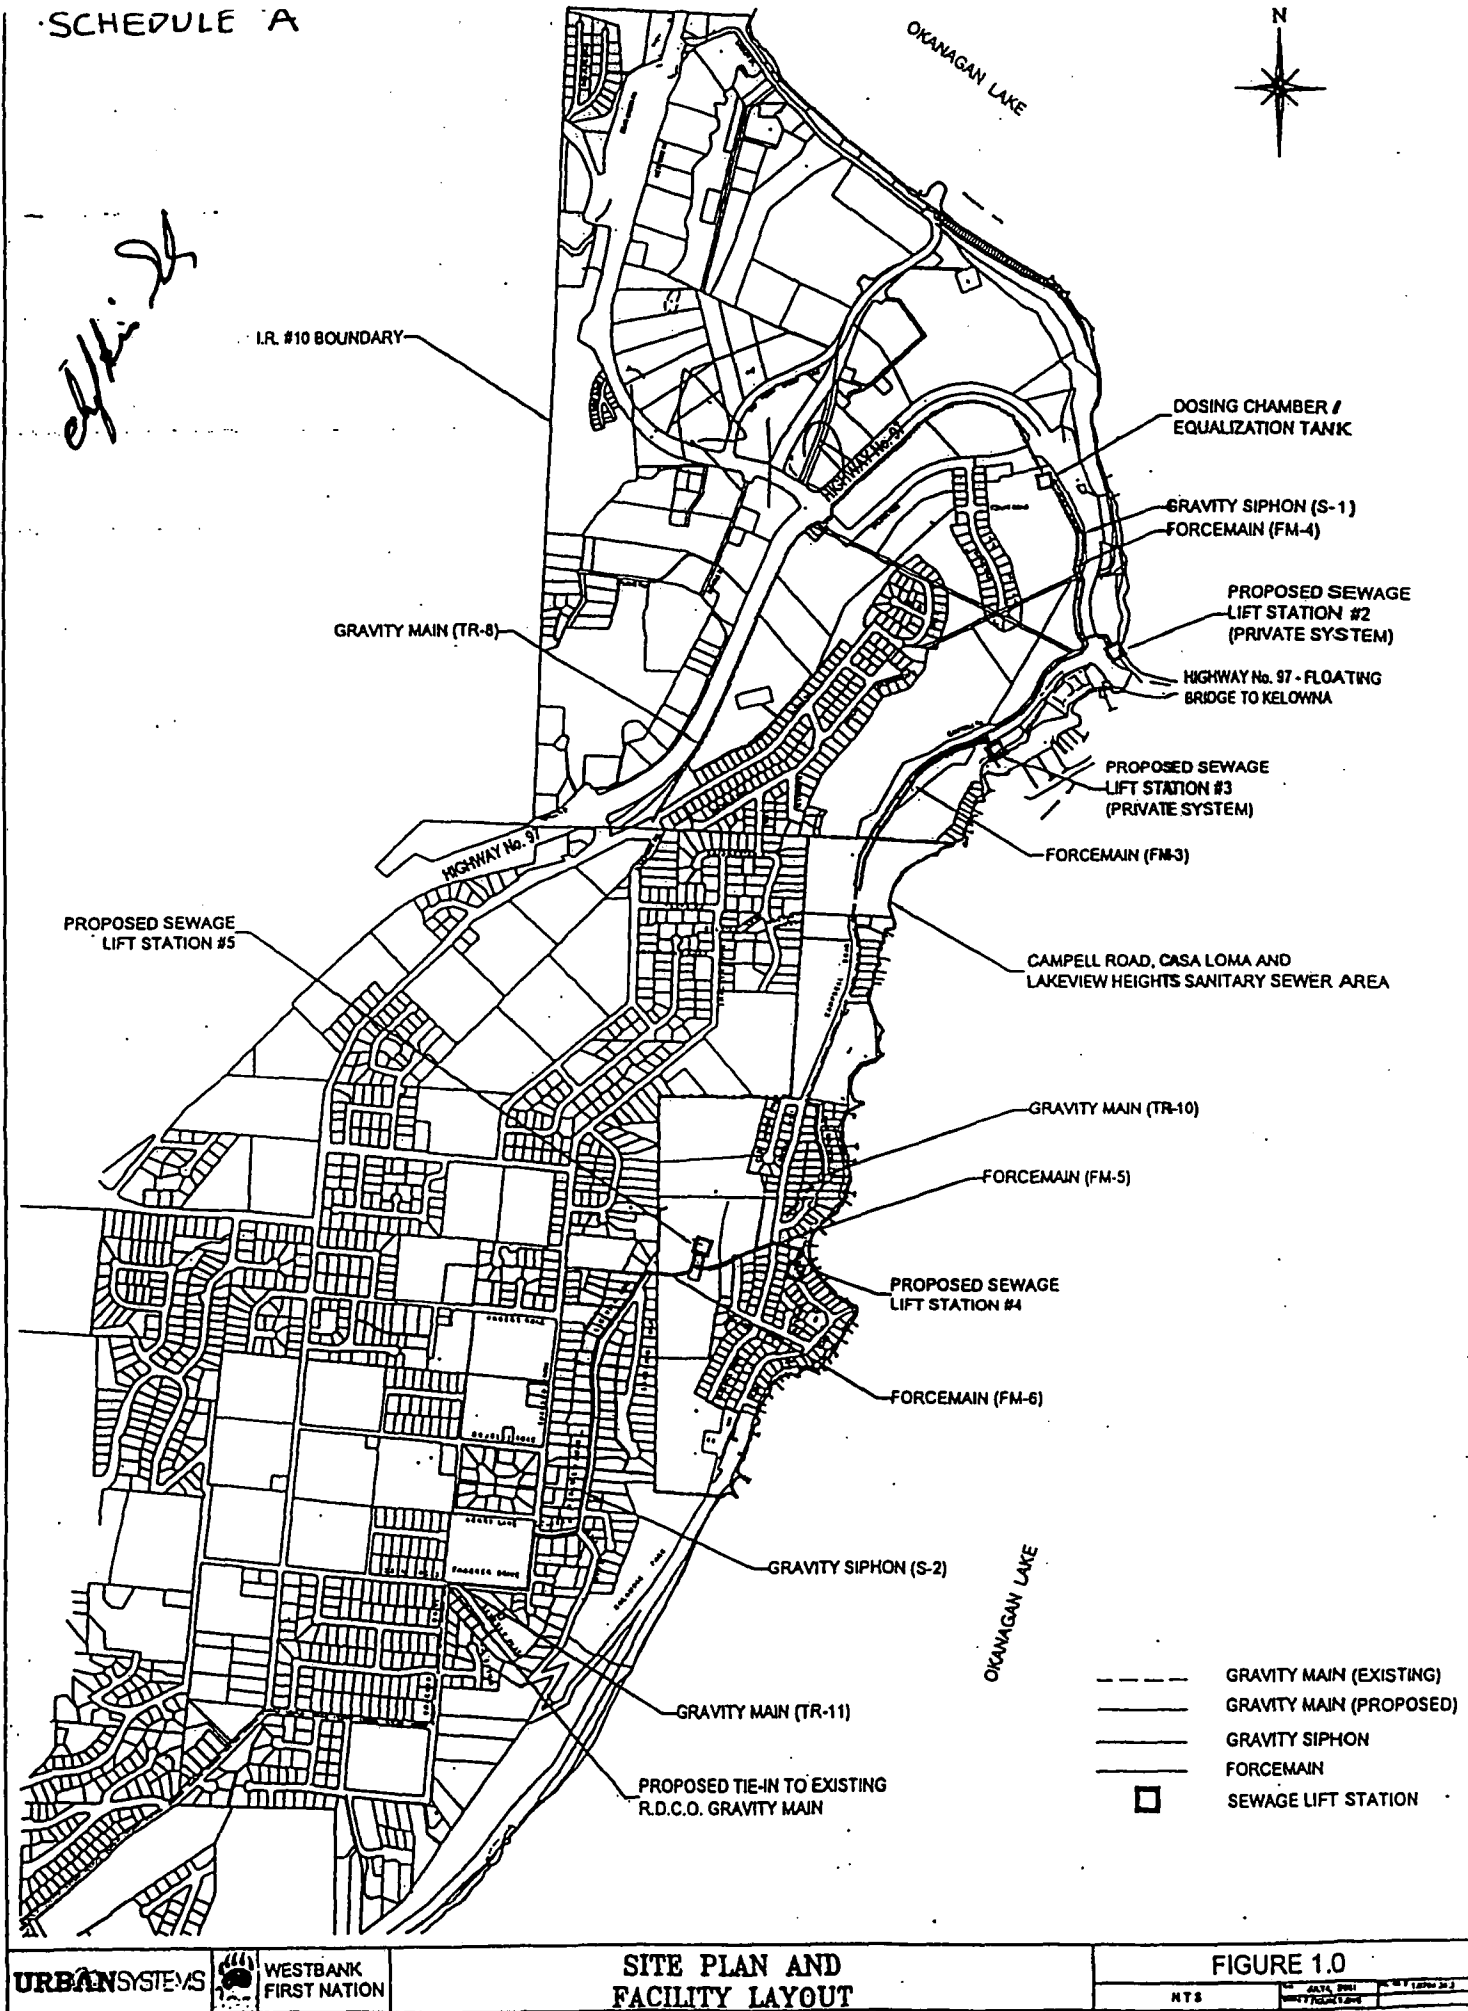 SCHEDULE A
OKANAGAN LAKE
N
I.R. #10 BOUNDARY
HIGHWAY No. 97
DOSING CHAMBER /
EQUALIZATION TANK
GRAVITY SIPHON (S-1)
FORCEMAIN (FM-4)
PROPOSED SEWAGE
LIFT STATION #2
(PRIVATE SYSTEM)
GRAVITY MAIN (TR-8)
HIGHWAY No. 97 - FLOATING
BRIDGE TO KELOWNA
PROPOSED SEWAGE
LIFT STATION #3
(PRIVATE SYSTEM)
FORCEMAIN (FM-3)
HIGHWAY No. 97
PROPOSED SEWAGE
LIFT STATION #5
CAMPELL ROAD, CASA LOMA AND
LAKEVIEW HEIGHTS SANITARY SEWER AREA
CAMPBELL ROAD
GRAVITY MAIN (TR-10)
FORCEMAIN (FM-5)
PROPOSED SEWAGE
LIFT STATION #4
FORCEMAIN (FM-6)
GRAVITY SIPHON (S-2)
OKANAGAN LAKE
GRAVITY MAIN (TR-11)
PROPOSED TIE-IN TO EXISTING
R.D.C.O. GRAVITY MAIN
GRAVITY MAIN (EXISTING)
GRAVITY MAIN (PROPOSED)
GRAVITY SIPHON
FORCEMAIN
SEWAGE LIFT STATION
URBANSYSTEMS
WESTBANK
FIRST NATION
SITE PLAN AND
FACILITY LAYOUT
FIGURE 1.0
NTS